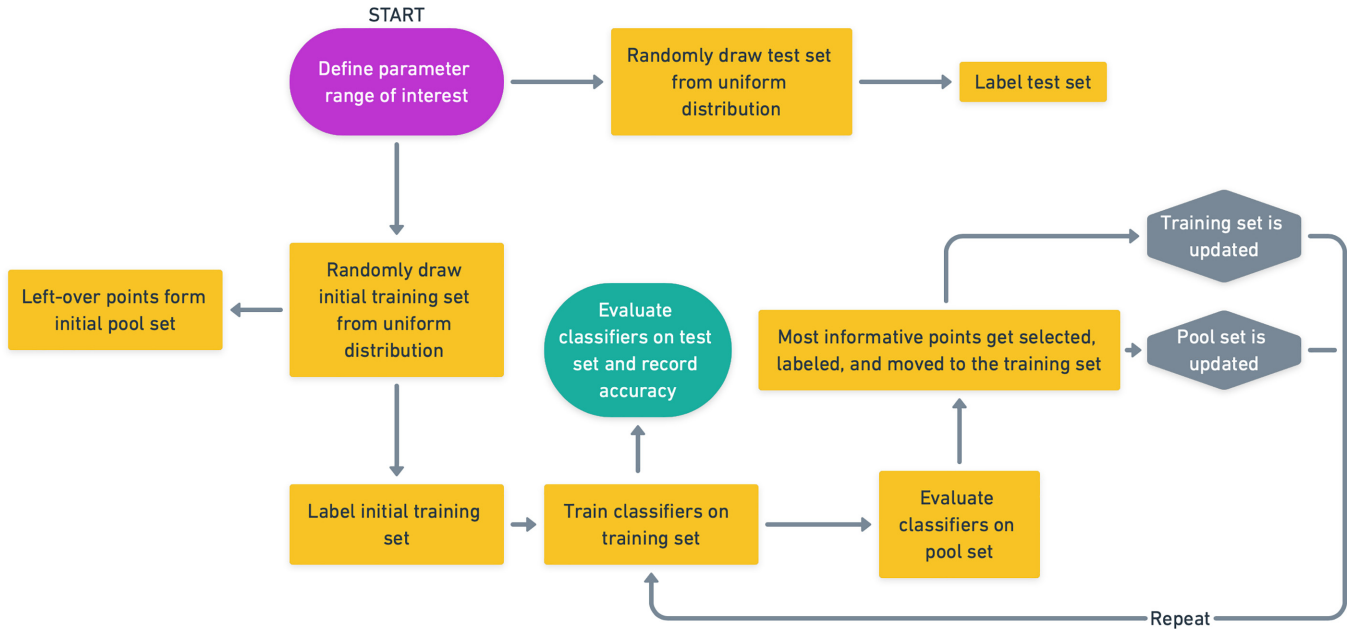 START
Define parameter
range of interest
Randomly draw test set
from uniform
distribution
Label test set
Training set is
updated
Randomly draw
initial training set
from uniform
distribution
Left-over points form
initial pool set
Evaluate
classifiers on test
set and record
accuracy
Most informative points get selected,
labeled, and moved to the training set
Pool set is
updated
Label initial training
set
Train classifiers on
training set
Evaluate
classifiers on
pool set
Repeat